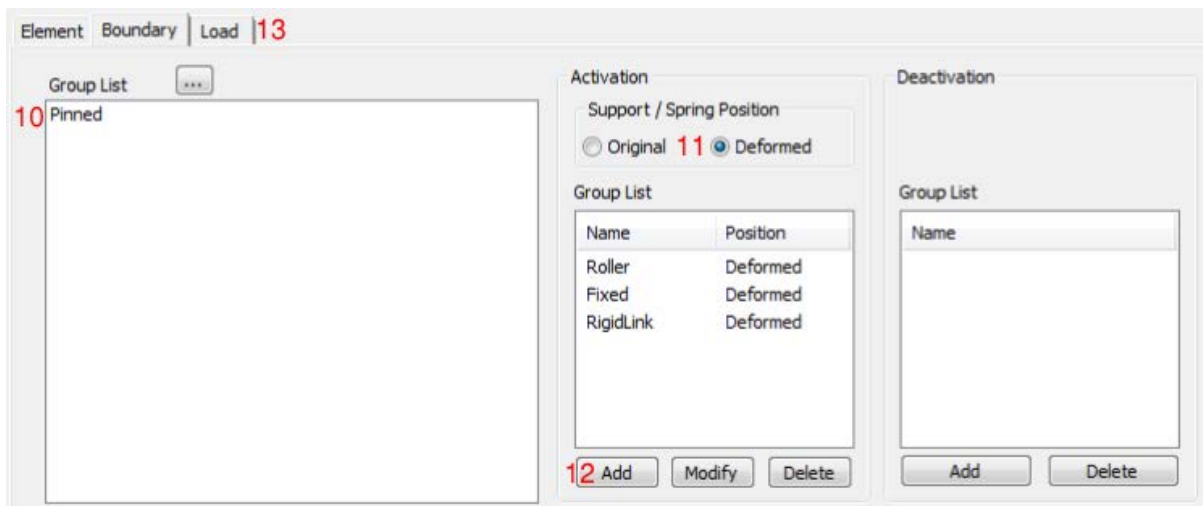 Element Boundary Load 13
Group List ...
10 Pinned
Activation
Support / Spring Position
Original 11 Deformed
Group List
Name Position
Roller Deformed
Fixed Deformed
RigidLink Deformed
12 Add Modify Delete
Deactivation
Group List
Name
Add Delete